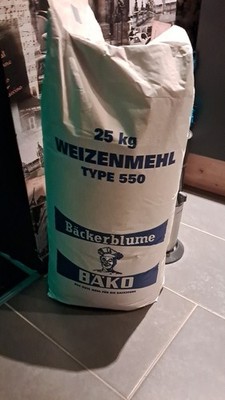 25 kg
WEIZENMEHL
TYPE 550
Bäckerblume
BÄKO